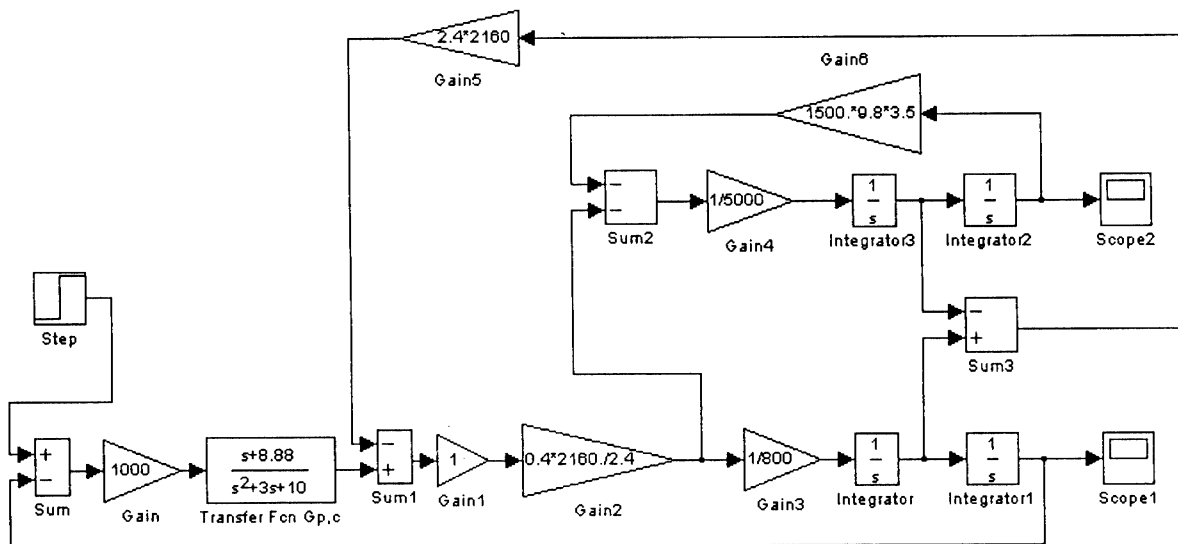 2.4*2160
Gain5
Gain6
1500.*9.8*3.5
−
−
Sum2
1/5000
Gain4
1
s
Integrator3
1
s
Integrator2
Scope2
Step
−
+
Sum3
+
−
Sum
1000
Gain
s+8.88
s2+3s+10
Transfer Fcn Gp,c
−
+
Sum1
1
Gain1
0.4*2160./2.4
Gain2
1/800
Gain3
1
s
Integrator
1
s
Integrator1
Scope1